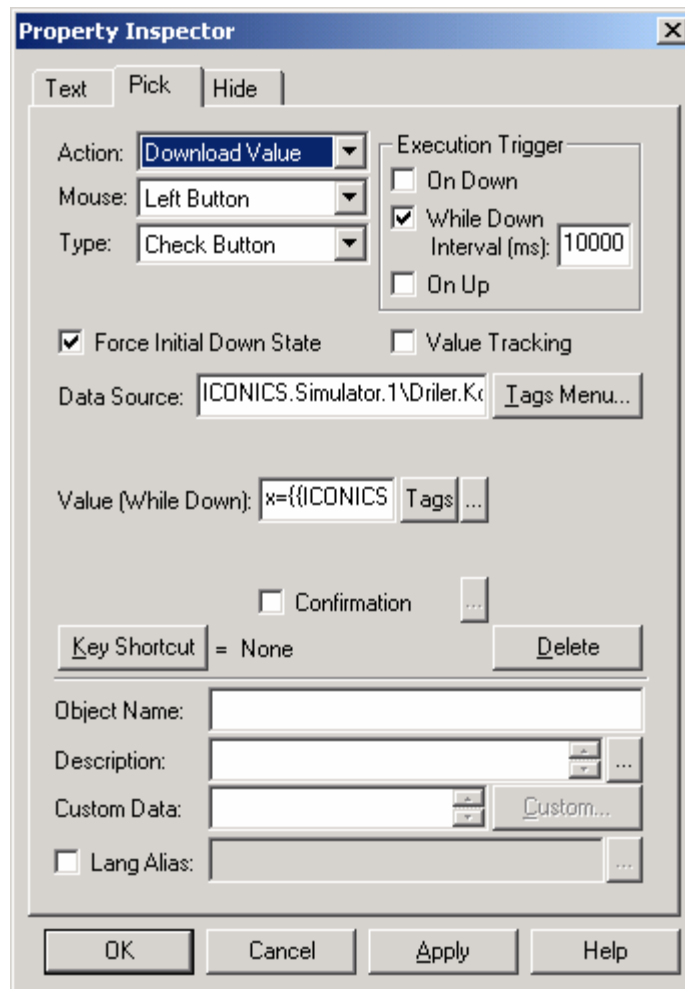 Property Inspector
Text Pick Hide
Action: Download Value
Execution Trigger
On Down
Mouse: Left Button
While Down
Interval (ms): 10000
Type: Check Button
On Up
Force Initial Down State Value Tracking
Data Source: ICONICS.Simulator.1\Driler.Ko Tags Menu...
Value (While Down): x={{ICONICS Tags ...
Confirmation ...
Key Shortcut = None Delete
Object Name:
Description: ...
Custom Data: Custom...
Lang Alias: ...
OK Cancel Apply Help